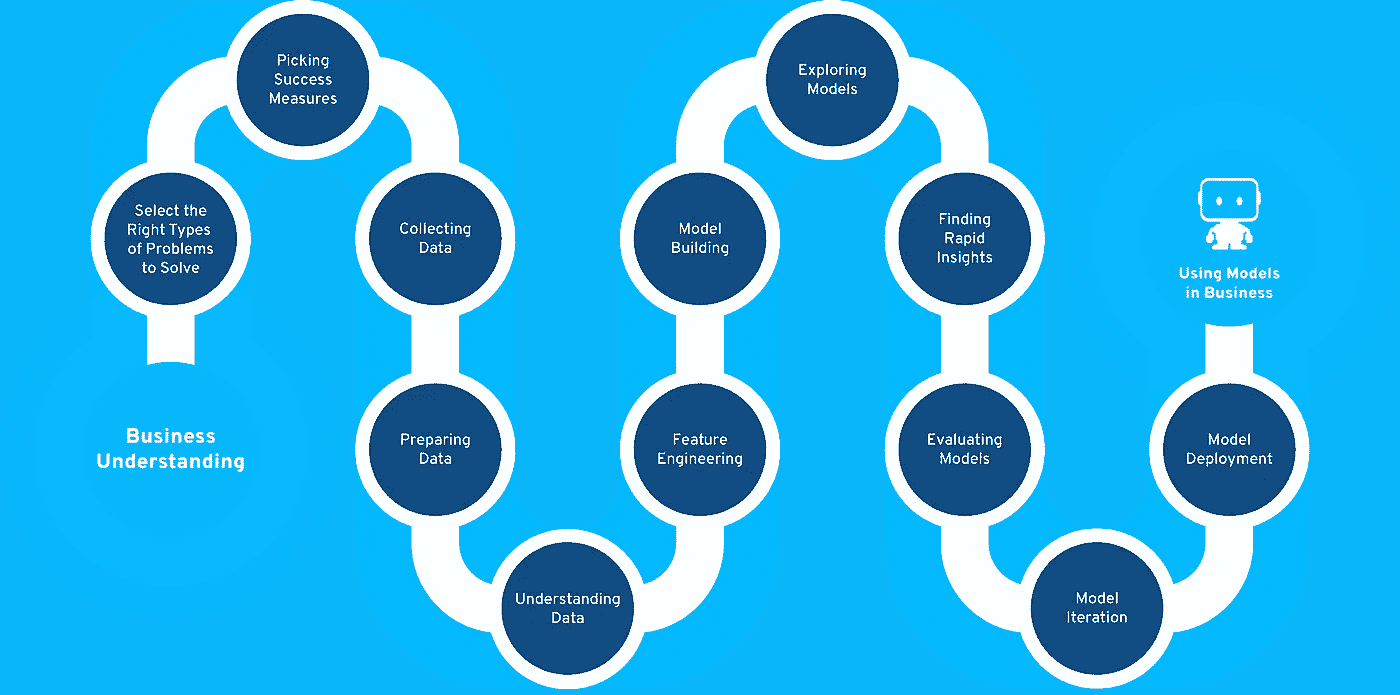 Business
Understanding
Select the
Right Types
of Problems
to Solve
Picking
Success
Measures
Collecting
Data
Preparing
Data
Understanding
Data
Feature
Engineering
Model
Building
Exploring
Models
Finding
Rapid
Insights
Evaluating
Models
Model
Iteration
Model
Deployment
Using Models
in Business